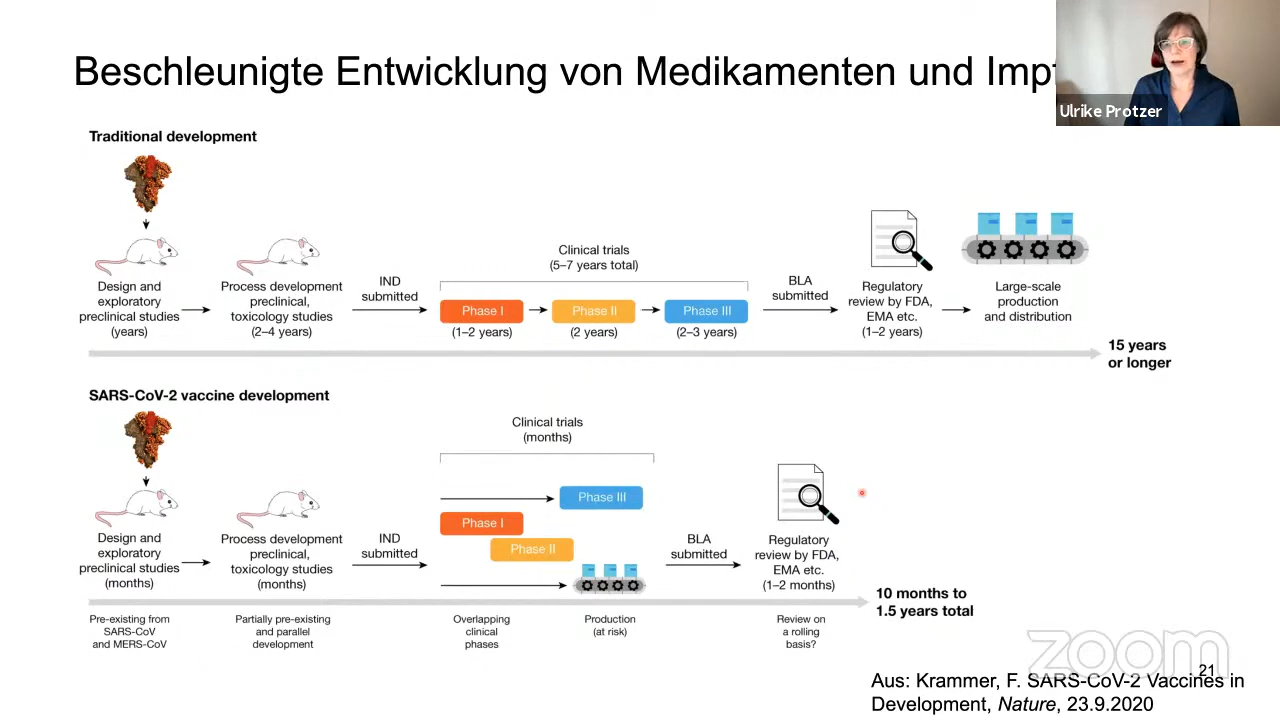 Beschleunigte Entwicklung von Medikamenten und Impf
Ulrike Protzer
Traditional development
Design and
exploratory
preclinical studies
(years)
Process development
preclinical,
toxicology studies
(2–4 years)
IND
submitted
Clinical trials
(5–7 years total)
Phase I
(1–2 years)
Phase II
(2 years)
Phase III
(2–3 years)
BLA
submitted
Regulatory
review by FDA,
EMA etc.
(1–2 years)
Large-scale
production
and distribution
15 years
or longer
SARS-CoV-2 vaccine development
Design and
exploratory
preclinical studies
(months)
Process development
preclinical,
toxicology studies
(months)
IND
submitted
Clinical trials
(months)
Phase III
Phase I
Phase II
BLA
submitted
Regulatory
review by FDA,
EMA etc.
(1–2 months)
10 months to
1.5 years total
Pre-existing from
SARS-CoV
and MERS-CoV
Partially pre-existing
and parallel
development
Overlapping
clinical
phases
Production
(at risk)
Review on
a rolling
basis?
zoom
21
Aus: Krammer, F. SARS-CoV-2 Vaccines in
Development, Nature, 23.9.2020